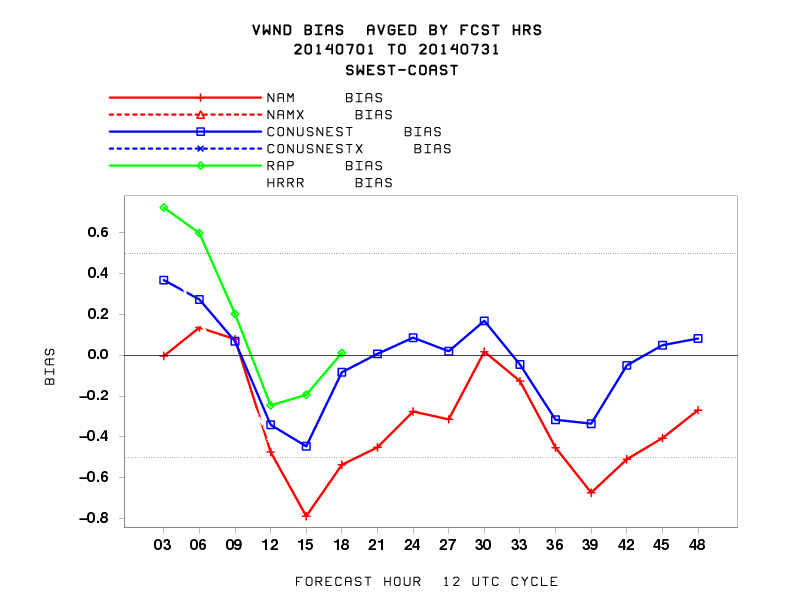 VWND BIAS  AVGED BY FCST HRS
20140701 TO 20140731
SWEST-COAST
NAM BIAS
NAMX BIAS
CONUSNEST BIAS
CONUSNESTX BIAS
RAP BIAS
HRRR BIAS
0.6
0.4
0.2
0.0
−0.2
−0.4
−0.6
−0.8
BIAS
03 06 09 12 15 18 21 24 27 30 33 36 39 42 45 48
FORECAST HOUR  12 UTC CYCLE